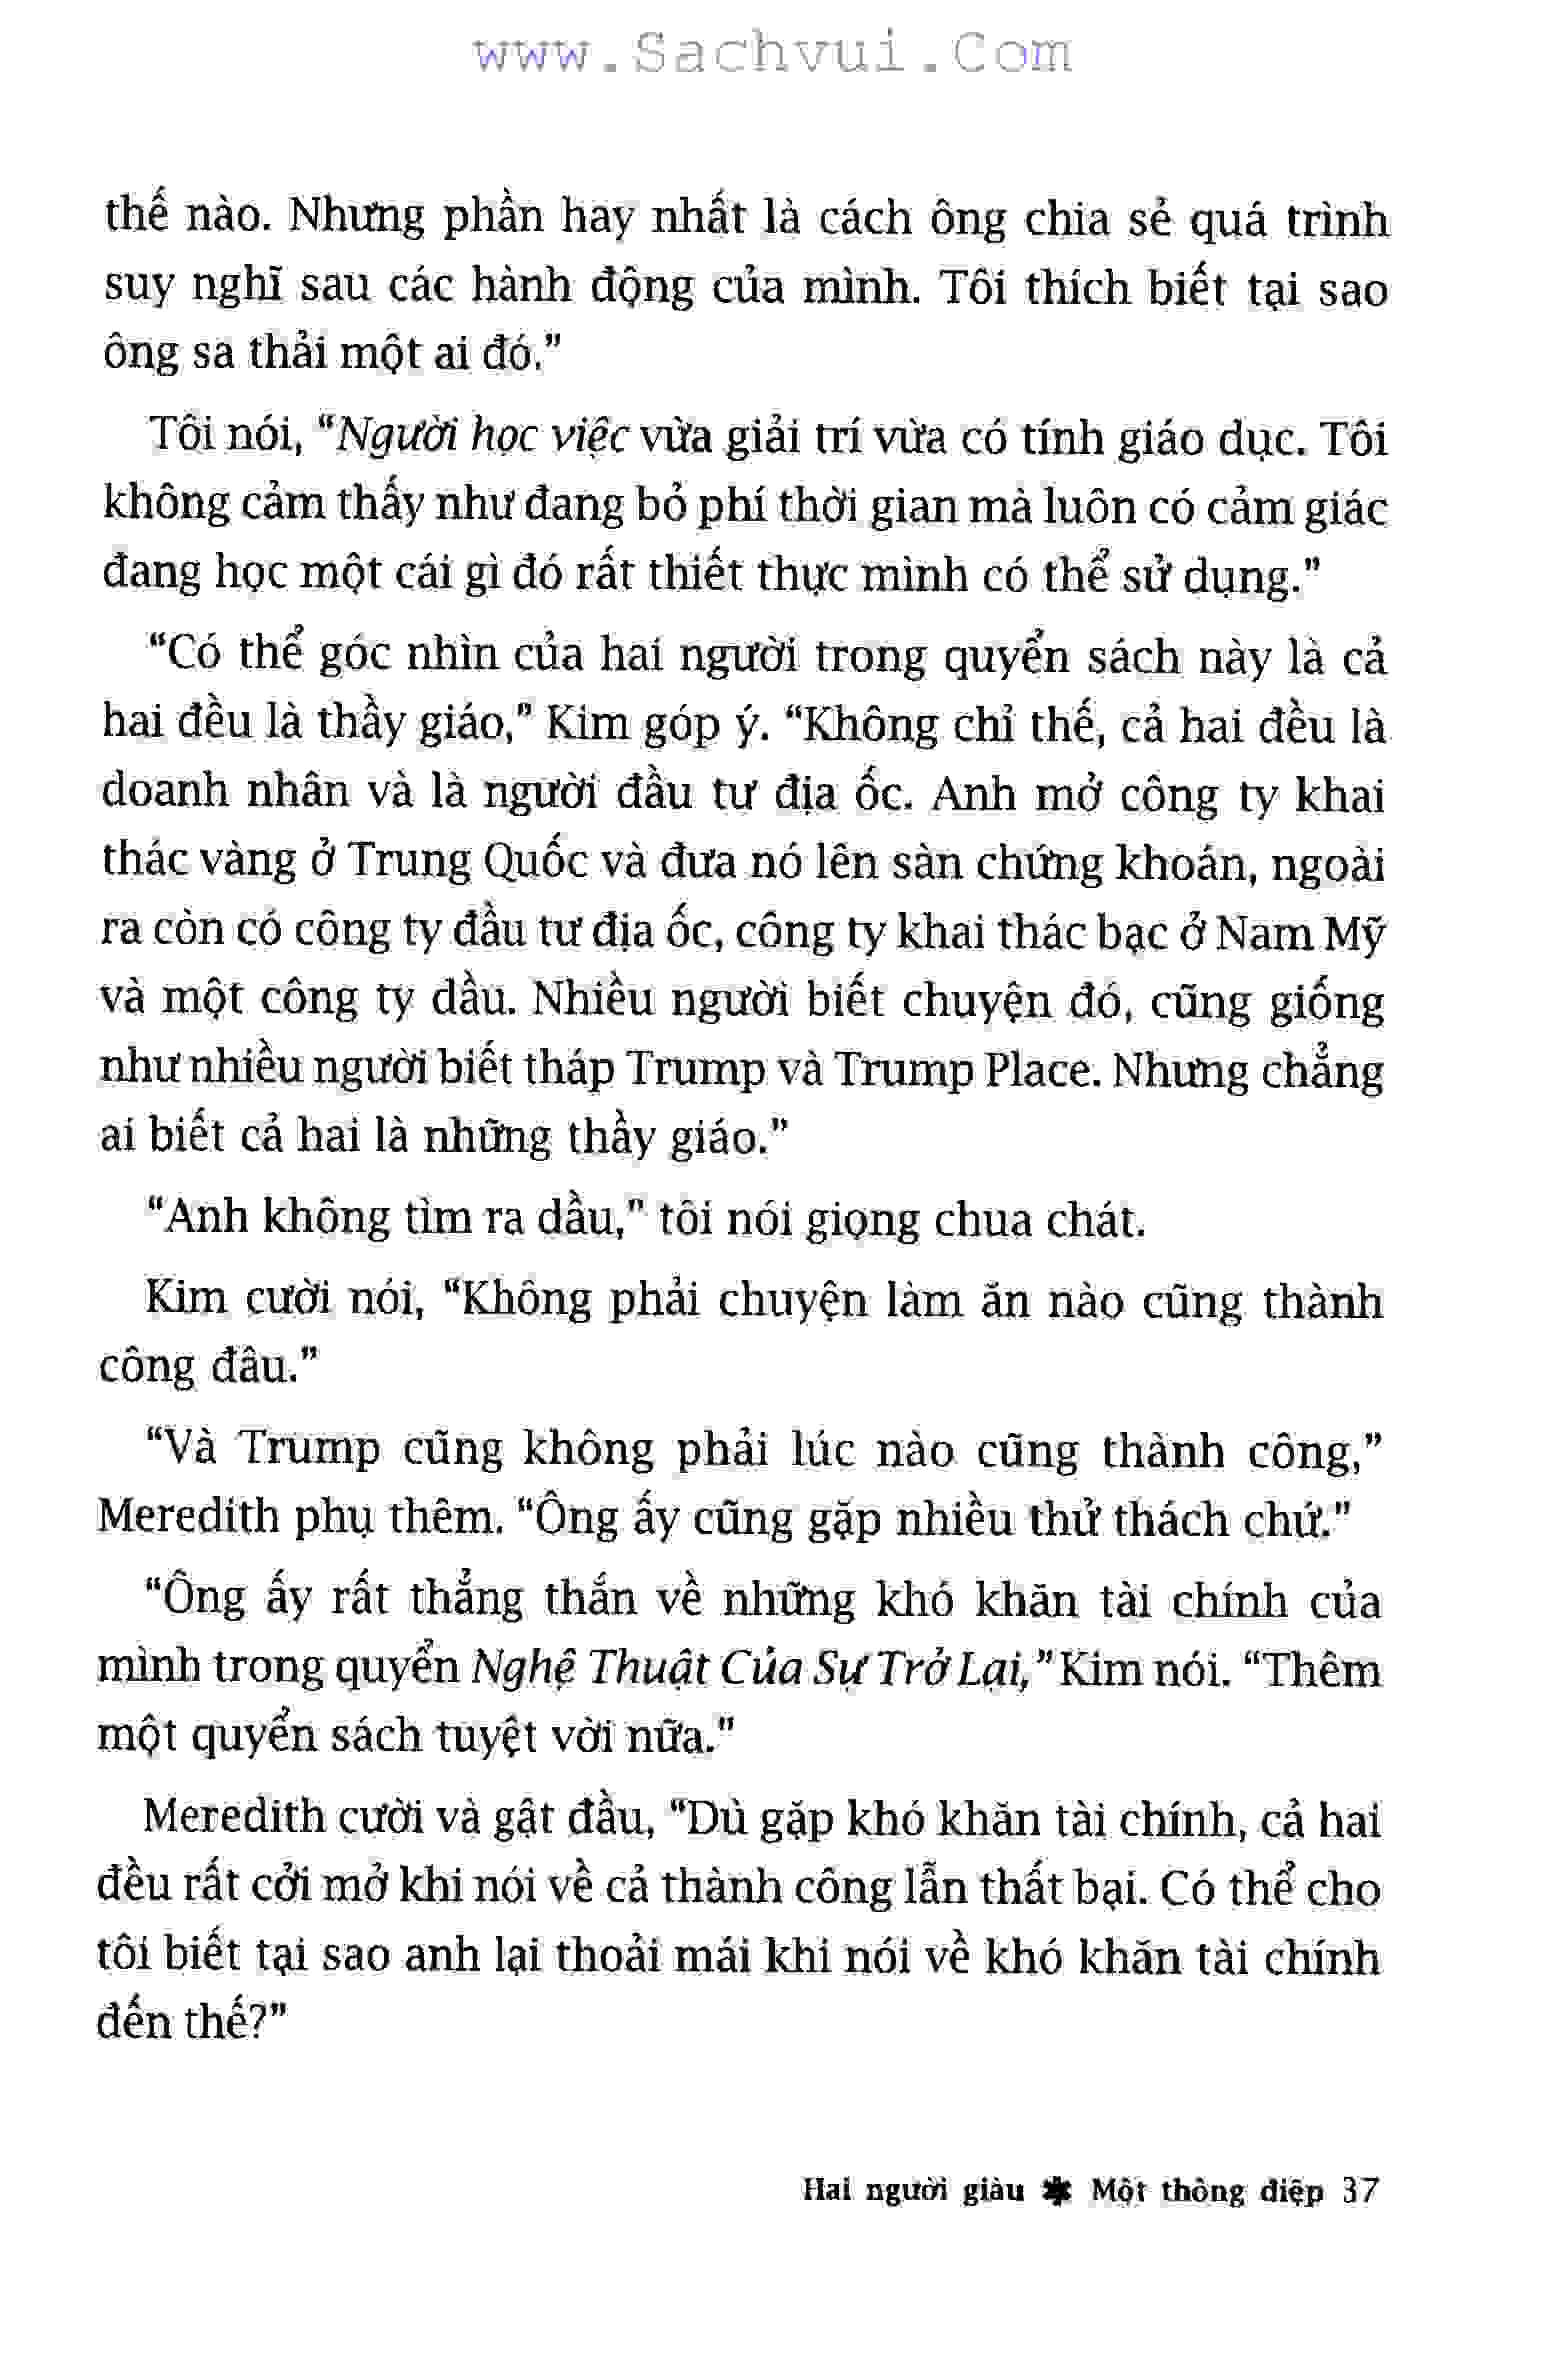 www.Sachvui.Com
thế nào. Nhưng phần hay nhất là cách ông chia sẻ quá trình
suy nghĩ sau các hành động của mình. Tôi thích biết tại sao
ông sa thải một ai đó.”
Tôi nói, “Người học việc vừa giải trí vừa có tính giáo dục. Tôi
không cảm thấy như đang bỏ phí thời gian mà luôn có cảm giác
đang học một cái gì đó rất thiết thực mình có thể sử dụng.”
“Có thể góc nhìn của hai người trong quyển sách này là cả
hai đều là thầy giáo,” Kim góp ý. “Không chỉ thế, cả hai đều là
doanh nhân và là người đầu tư địa ốc. Anh mở công ty khai
thác vàng ở Trung Quốc và đưa nó lên sàn chứng khoán, ngoài
ra còn có công ty đầu tư địa ốc, công ty khai thác bạc ở Nam Mỹ
và một công ty dầu. Nhiều người biết chuyện đó, cũng giống
như nhiều người biết tháp Trump và Trump Place. Nhưng chẳng
ai biết cả hai là những thầy giáo.”
“Anh không tìm ra dầu,” tôi nói giọng chua chát.
Kim cười nói, “Không phải chuyện làm ăn nào cũng thành
công đâu.”
“Và Trump cũng không phải lúc nào cũng thành công,”
Meredith phụ thêm. “Ông ấy cũng gặp nhiều thử thách chứ.”
“Ông ấy rất thẳng thắn về những khó khăn tài chính của
mình trong quyển Nghệ Thuật Của Sự Trở Lại,” Kim nói. “Thêm
một quyển sách tuyệt vời nữa.”
Meredith cười và gật đầu, “Dù gặp khó khăn tài chính, cả hai
đều rất cởi mở khi nói về cả thành công lẫn thất bại. Có thể cho
tôi biết tại sao anh lại thoải mái khi nói về khó khăn tài chính
đến thế?”
Hai người giàu ✱ Một thông điệp 37